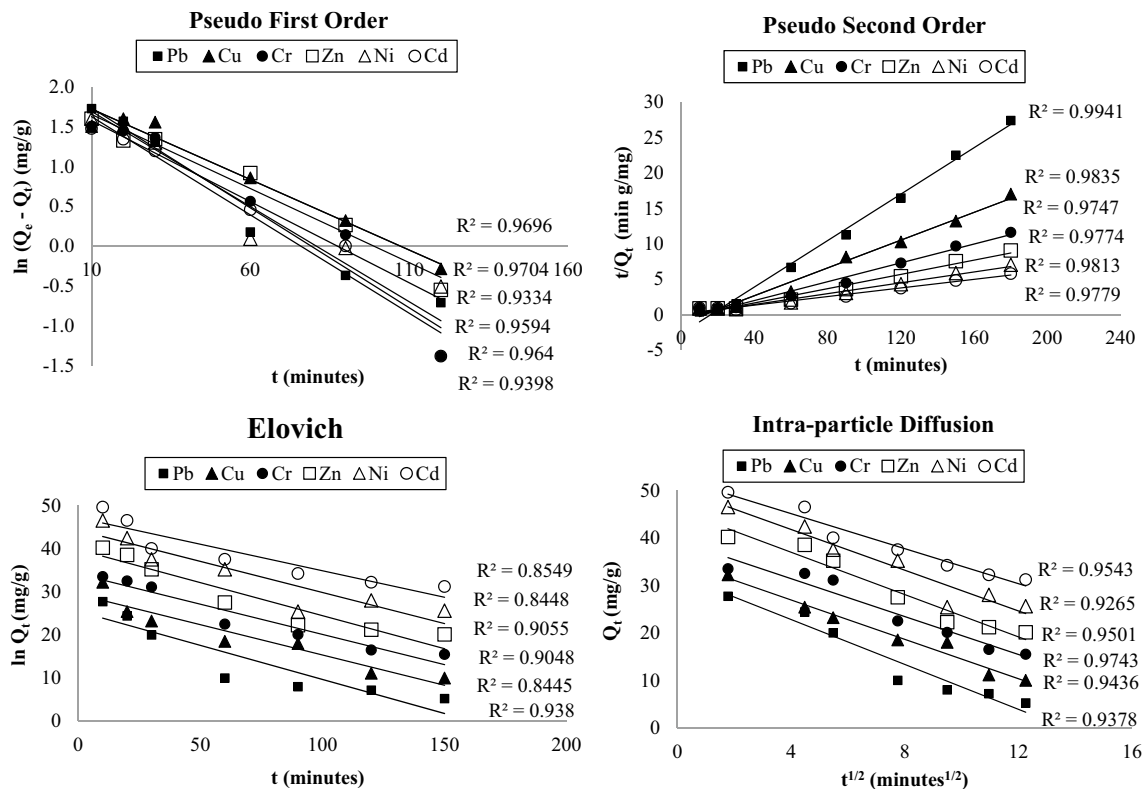 Pseudo First Order
Pb Cu Cr Zn Ni Cd
ln (Qe - Qt) (mg/g)
2.0
1.5
1.0
0.5
0.0
-0.5
-1.0
-1.5
10 60 110 160
R² = 0.9696
R² = 0.9704
R² = 0.9334
R² = 0.9594
R² = 0.964
R² = 0.9398
t (minutes)
Pseudo Second Order
Pb Cu Cr Zn Ni Cd
t/Qt (min g/mg)
30
25
20
15
10
5
0
-5
0 40 80 120 160 200 240
R² = 0.9941
R² = 0.9835
R² = 0.9747
R² = 0.9774
R² = 0.9813
R² = 0.9779
t (minutes)
Elovich
Pb Cu Cr Zn Ni Cd
ln Qt (mg/g)
50
40
30
20
10
0
0 50 100 150 200
R² = 0.8549
R² = 0.8448
R² = 0.9055
R² = 0.9048
R² = 0.8445
R² = 0.938
t (minutes)
Intra-particle Diffusion
Pb Cu Cr Zn Ni Cd
Qt (mg/g)
50
40
30
20
10
0
0 4 8 12 16
R² = 0.9543
R² = 0.9265
R² = 0.9501
R² = 0.9743
R² = 0.9436
R² = 0.9378
t1/2 (minutes1/2)